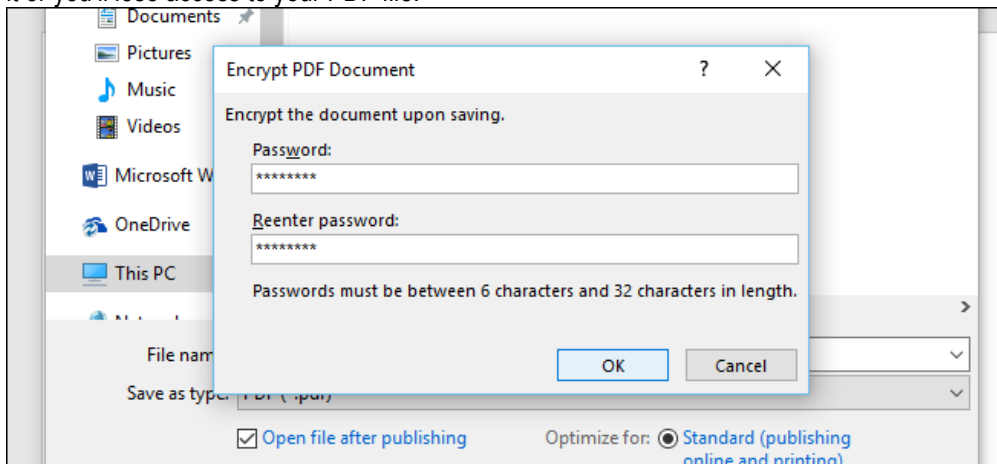 Documents
Pictures
Music
Videos
Microsoft W
OneDrive
This PC
Encrypt PDF Document
?
Encrypt the document upon saving.
Password:
********
Reenter password:
********
Passwords must be between 6 characters and 32 characters in length.
OK
Cancel
File nam
Save as type:
Open file after publishing
Optimize for:
Standard (publishing
online and printing)